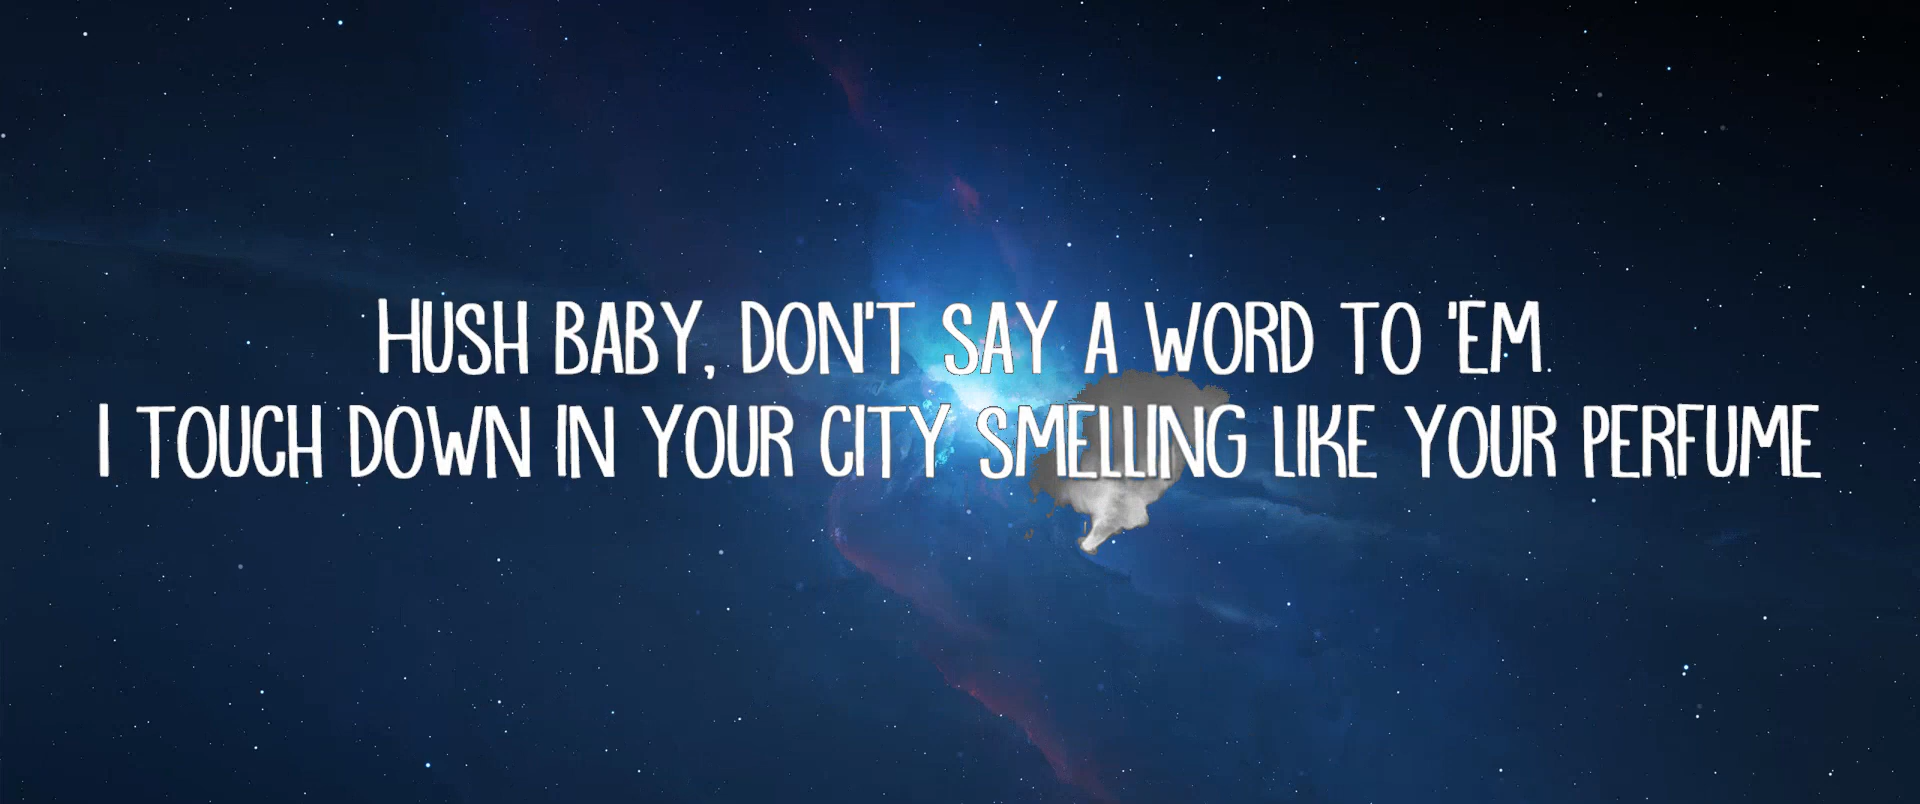 HUSH BABY, DON'T SAY A WORD TO 'EM
I TOUCH DOWN IN YOUR CITY SMELLING LIKE YOUR PERFUME